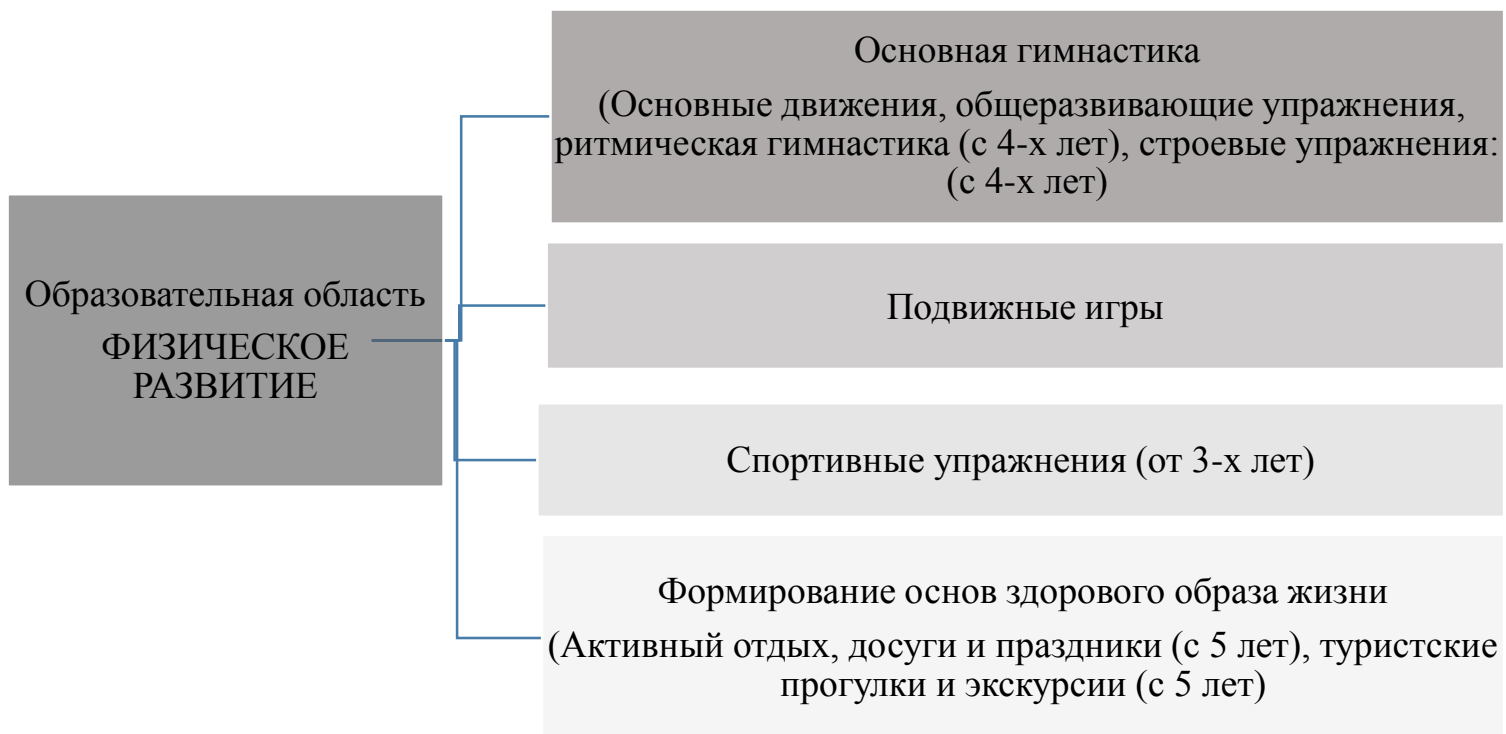 Образовательная область
ФИЗИЧЕСКОЕ
РАЗВИТИЕ
Основная гимнастика
(Основные движения, общеразвивающие упражнения,
ритмическая гимнастика (с 4-х лет), строевые упражнения:
(с 4-х лет)
Подвижные игры
Спортивные упражнения (от 3-х лет)
Формирование основ здорового образа жизни
(Активный отдых, досуги и праздники (с 5 лет), туристские
прогулки и экскурсии (с 5 лет)